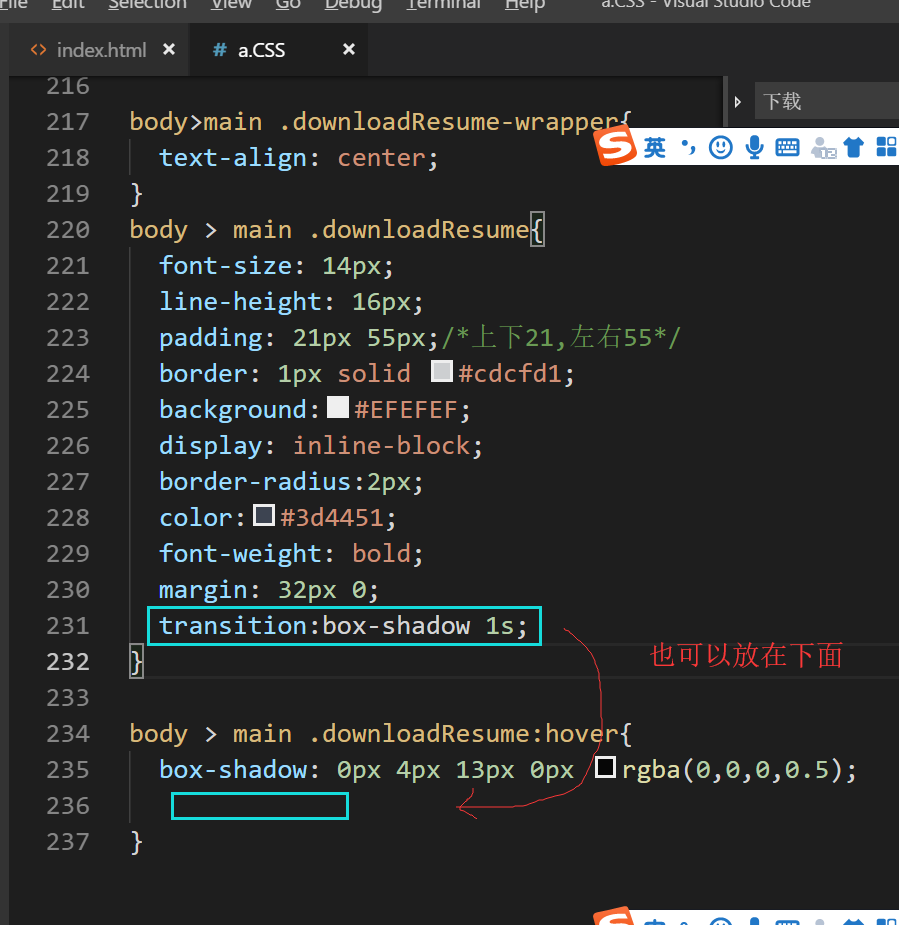 File Edit Selection View Go Debug Terminal Help a.CSS - Visual Studio Code
<> index.html × # a.CSS ×
下载
216
217 body>main .downloadResume-wrapper{
英
218 text-align: center;
219 }
220 body > main .downloadResume{
221 font-size: 14px;
222 line-height: 16px;
223 padding: 21px 55px;/*上下21,左右55*/
224 border: 1px solid #cdcfd1;
225 background:#EFEFEF;
226 display: inline-block;
227 border-radius:2px;
228 color:#3d4451;
229 font-weight: bold;
230 margin: 32px 0;
231 transition:box-shadow 1s;
也可以放在下面
232 }
233
234 body > main .downloadResume:hover{
235 box-shadow: 0px 4px 13px 0px rgba(0,0,0,0.5);
236
237 }